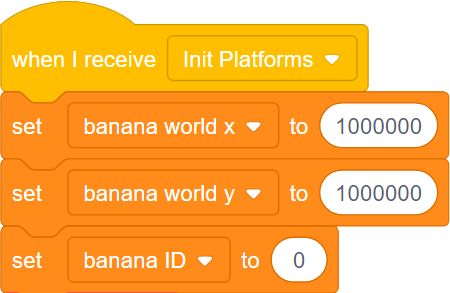 when I receive Init Platforms
set banana world x to 1000000
set banana world y to 1000000
set banana ID to 0